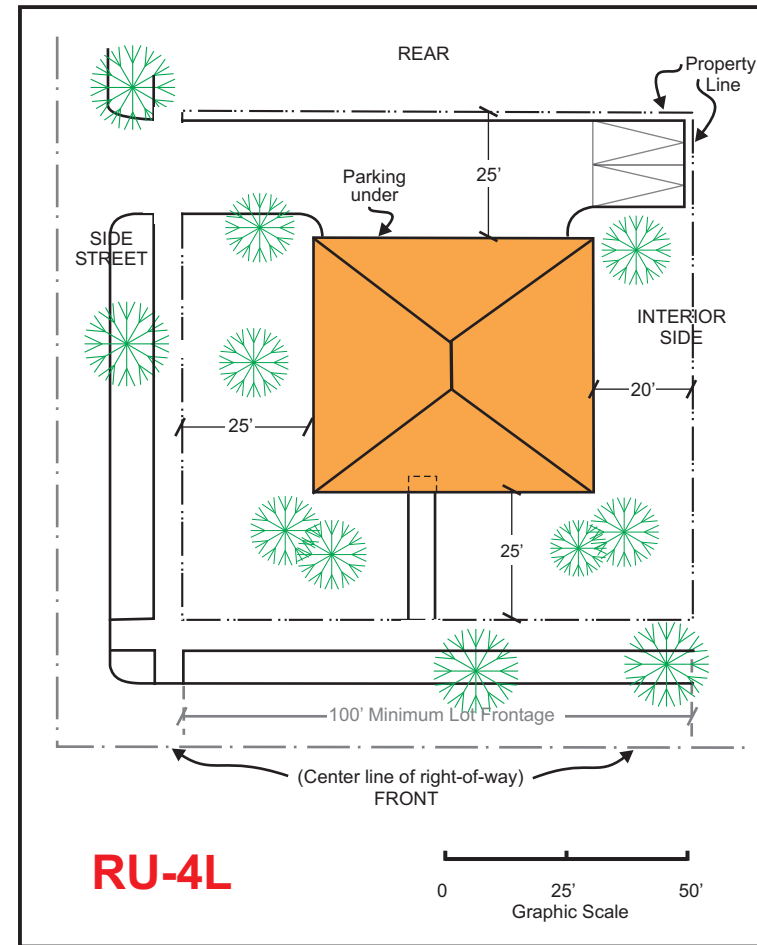 REAR
Property
Line
Parking
under
25’
SIDE
STREET
INTERIOR
SIDE
20’
25’
25’
100’ Minimum Lot Frontage
(Center line of right-of-way)
FRONT
RU-4L
0 25’ 50’
Graphic Scale